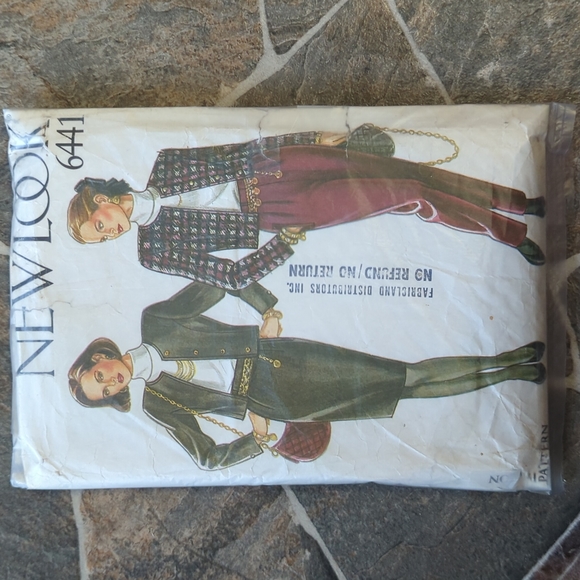 NEW LOOK
6441
FABRICLAND DISTRIBUTORS INC.
NO REFUND/NO RETURN
PATTERN